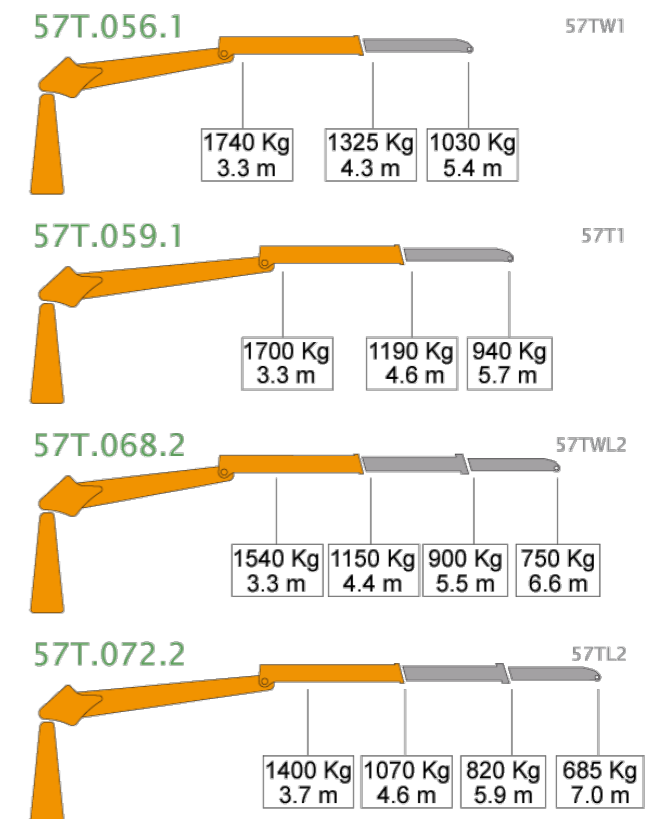 57T.056.1 57TW1
1740 Kg 1325 Kg 1030 Kg
3.3 m 4.3 m 5.4 m
57T.059.1 57T1
1700 Kg 1190 Kg 940 Kg
3.3 m 4.6 m 5.7 m
57T.068.2 57TWL2
1540 Kg 1150 Kg 900 Kg 750 Kg
3.3 m 4.4 m 5.5 m 6.6 m
57T.072.2 57TL2
1400 Kg 1070 Kg 820 Kg 685 Kg
3.7 m 4.6 m 5.9 m 7.0 m